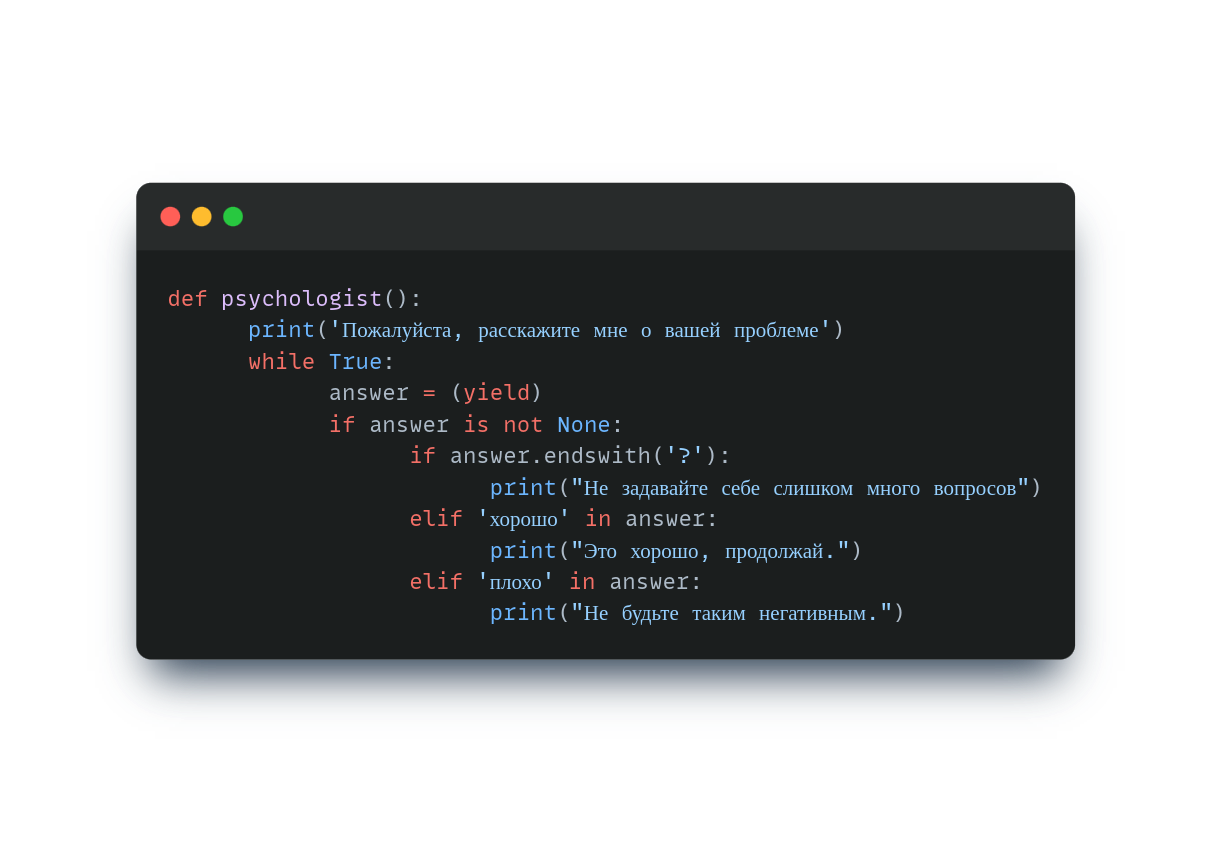 def psychologist():
      print('Пожалуйста, расскажите мне о вашей проблеме')
      while True:
            answer = (yield)
            if answer is not None:
                  if answer.endswith('?'):
                        print("Не задавайте себе слишком много вопросов")
                  elif 'хорошо' in answer:
                        print("Это хорошо, продолжай.")
                  elif 'плохо' in answer:
                        print("Не будьте таким негативным.")